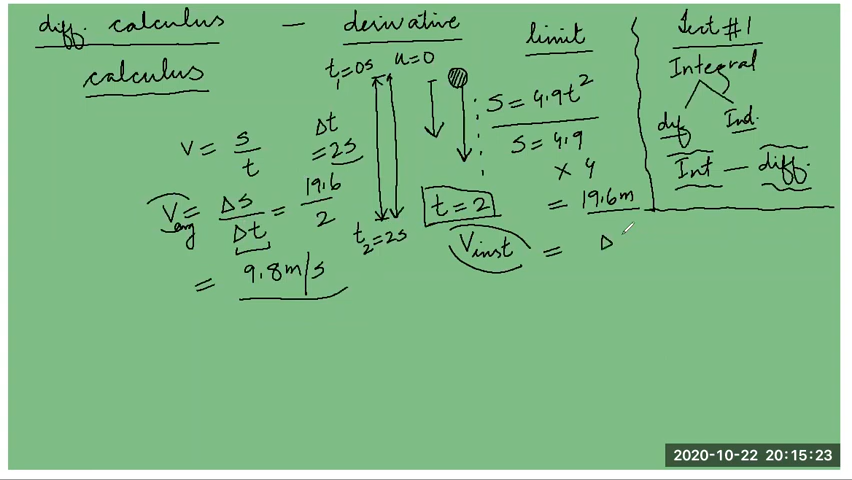 diff. calculus — derivative
calculus
limit
t₁=0s u=0
V = s/t
Δt
=2s
Vavg = Δs/Δt = 19.6/2
= 9.8m/s
t₂=2s
S = 4.9t²
S = 4.9
× 4
= 19.6m
t = 2
Vinst = Δ
Test #1
Integral
def Ind.
Int — diff.
2020-10-22 20:15:23